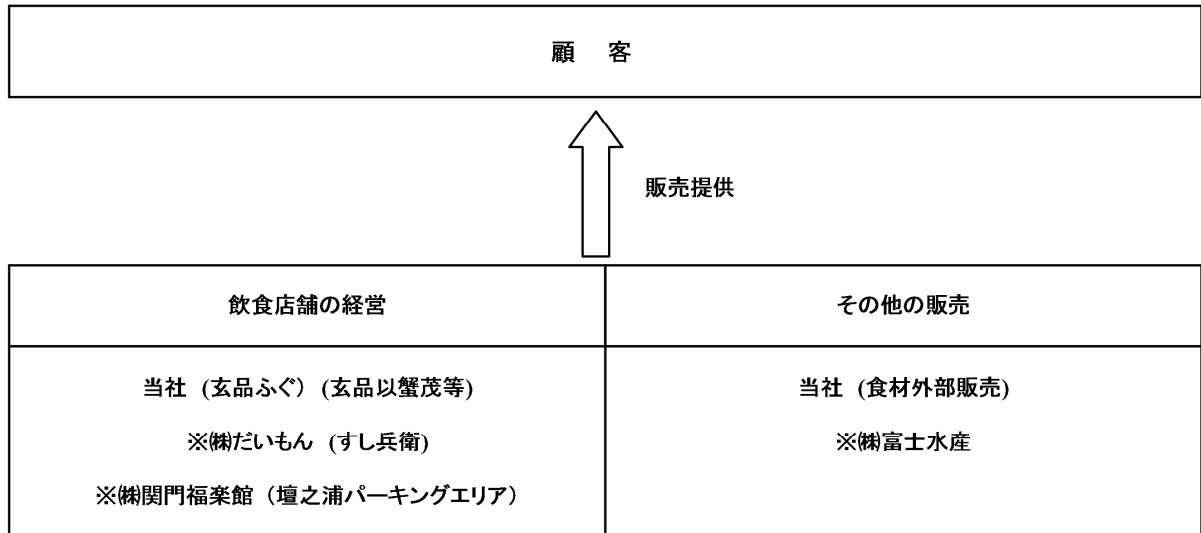 顧　客
販売提供
飲食店舗の経営
その他の販売
当社 (玄品ふぐ) (玄品以蟹茂等)
※㈱だいもん (すし兵衛)
※㈱関門福楽館 (壇之浦パーキングエリア)
当社 (食材外部販売)
※㈱富士水産